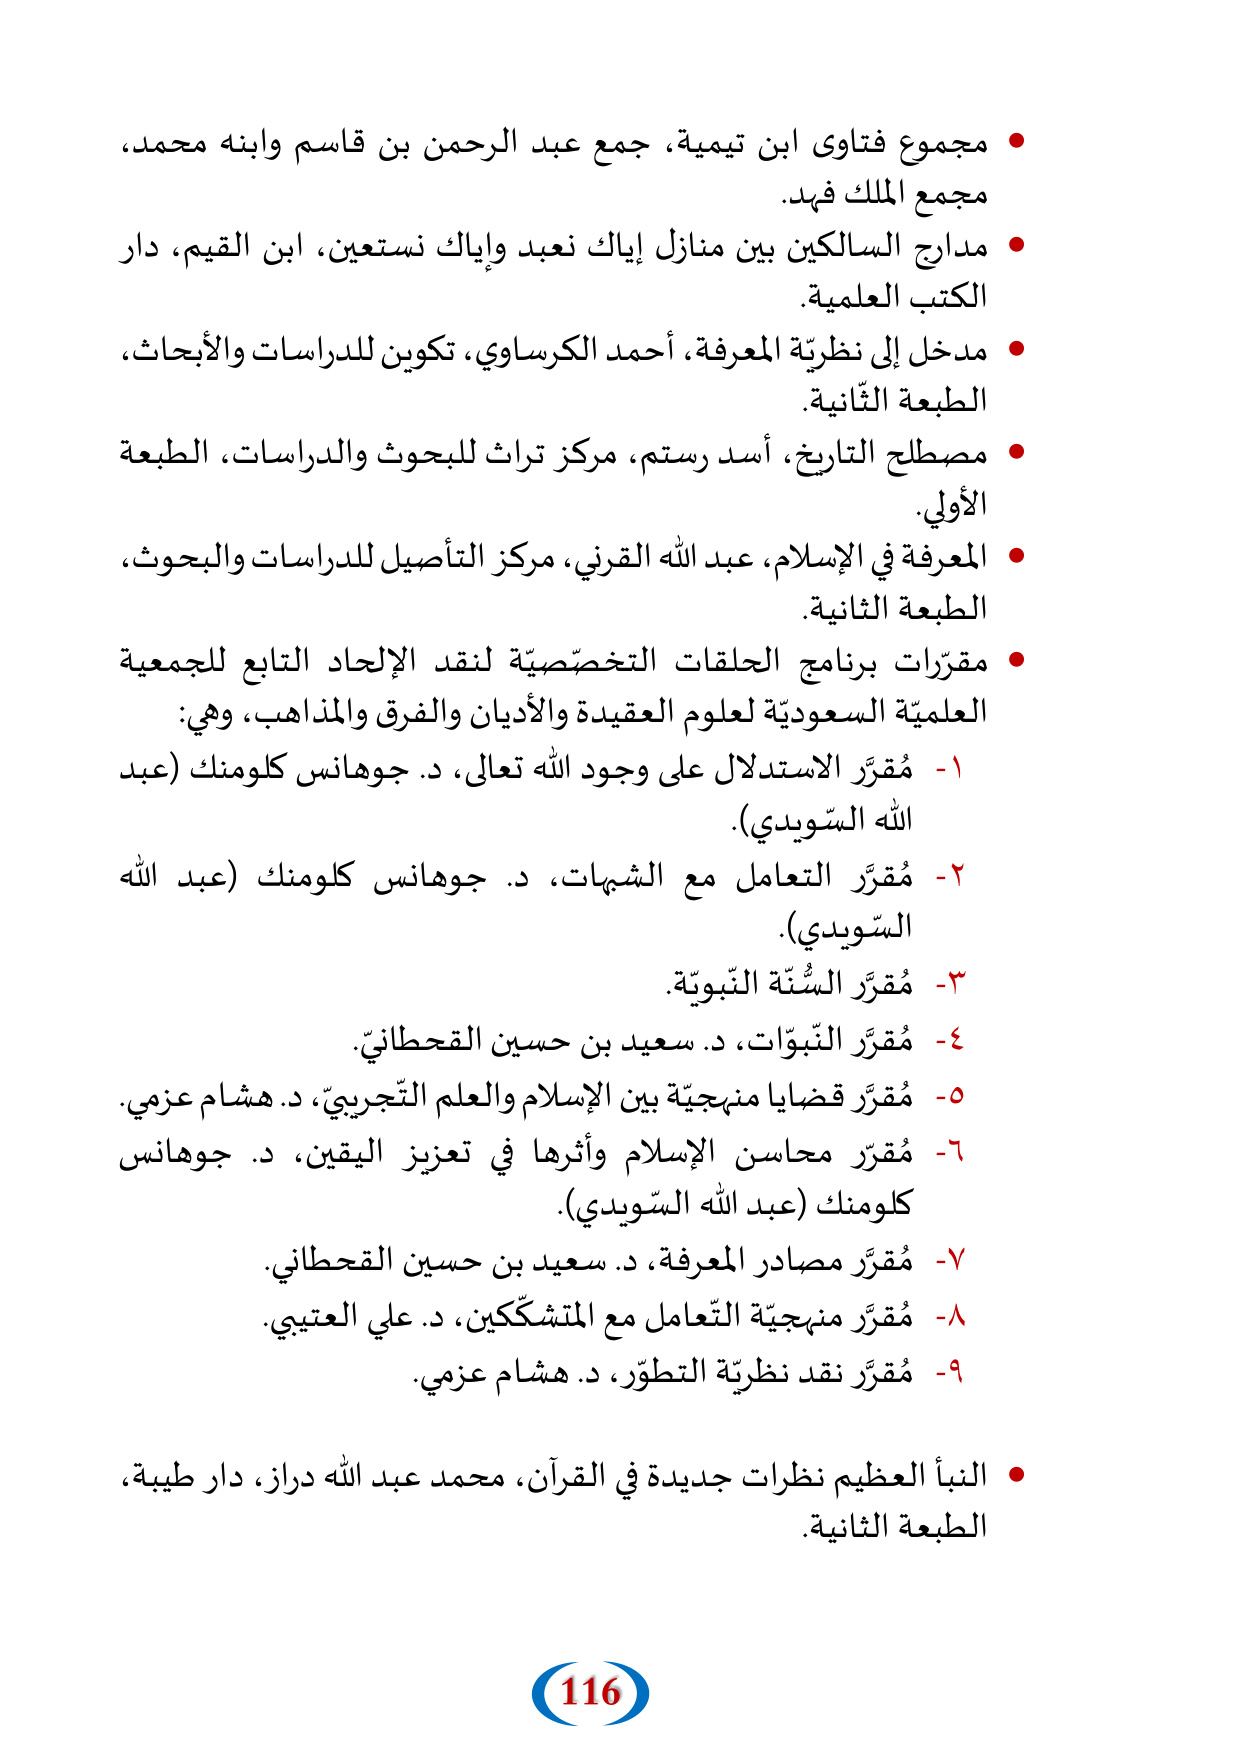 • مجموع فتاوى ابن تيمية، جمع عبد الرحمن بن قاسم وابنه محمد،
مجمع الملك فهد.
• مدارج السالكين بين منازل إياك نعبد وإياك نستعين، ابن القيم، دار
الكتب العلمية.
• مدخل إلى نظريّة المعرفة، أحمد الكرساوي، تكوين للدراسات والأبحاث،
الطبعة الثّانية.
• مصطلح التاريخ، أسد رستم، مركز تراث للبحوث والدراسات، الطبعة
الأولي.
• المعرفة في الإسلام، عبد الله القرني، مركز التأصيل للدراسات والبحوث،
الطبعة الثانية.
• مقرّرات برنامج الحلقات التخصّصيّة لنقد الإلحاد التابع للجمعية
العلميّة السعوديّة لعلوم العقيدة والأديان والفرق والمذاهب، وهي:
١- مُقرَّر الاستدلال على وجود الله تعالى، د. جوهانس كلومنك (عبد
الله السّويدي).
٢- مُقرَّر التعامل مع الشبهات، د. جوهانس كلومنك (عبد الله
السّويدي).
٣- مُقرَّر السُّنّة النّبويّة.
٤- مُقرَّر النّبوّات، د. سعيد بن حسين القحطانيّ.
٥- مُقرَّر قضايا منهجيّة بين الإسلام والعلم التّجريبيّ، د. هشام عزمي.
٦- مُقرّر محاسن الإسلام وأثرها في تعزيز اليقين، د. جوهانس
كلومنك (عبد الله السّويدي).
٧- مُقرَّر مصادر المعرفة، د. سعيد بن حسين القحطاني.
٨- مُقرَّر منهجيّة التّعامل مع المتشكّكين، د. علي العتيبي.
٩- مُقرَّر نقد نظريّة التطوّر، د. هشام عزمي.
• النبأ العظيم نظرات جديدة في القرآن، محمد عبد الله دراز، دار طيبة،
الطبعة الثانية.
116